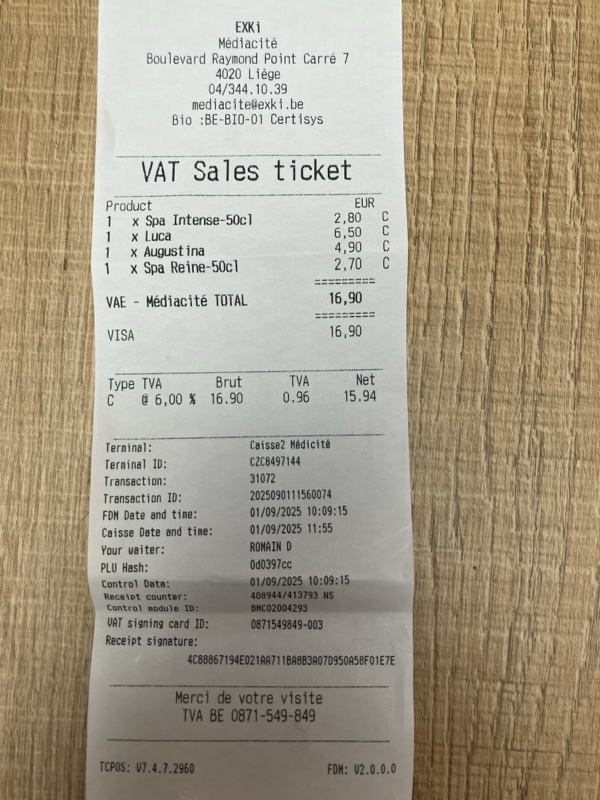 EXKi
Médiacité
Boulevard Raymond Point Carré 7
4020 Liège
04/344.10.39
mediacite@exki.be
Bio :BE-BIO-01 Certisys
VAT Sales ticket
Product EUR
1 x Spa Intense-50cl 2,80 C
1 x Luca 6,50 C
1 x Augustina 4,90 C
1 x Spa Reine-50cl 2,70 C
=========
VAE - Médiacité TOTAL 16,90
=========
VISA 16,90
Type TVA Brut TVA Net
C @ 6,00 % 16.90 0.96 15.94
Terminal: Caisse2 Médicité
Terminal ID: CZC8497144
Transaction: 31072
Transaction ID: 2025090111560074
FDM Date and time: 01/09/2025 10:09:15
Caisse Date and time: 01/09/2025 11:55
Your waiter: ROMAIN D
PLU Hash: 0d0397cc
Control Data: 01/09/2025 10:09:15
Receipt counter: 408944/413793 NS
Control module ID: BMC02004293
VAT signing card ID: 0871549849-003
Receipt signature:
4C88867194E021AA711BA8B3A07D950A58F01E7E
Merci de votre visite
TVA BE 0871-549-849
TCPOS: V7.4.7.2960 FDM: V2.0.0.0